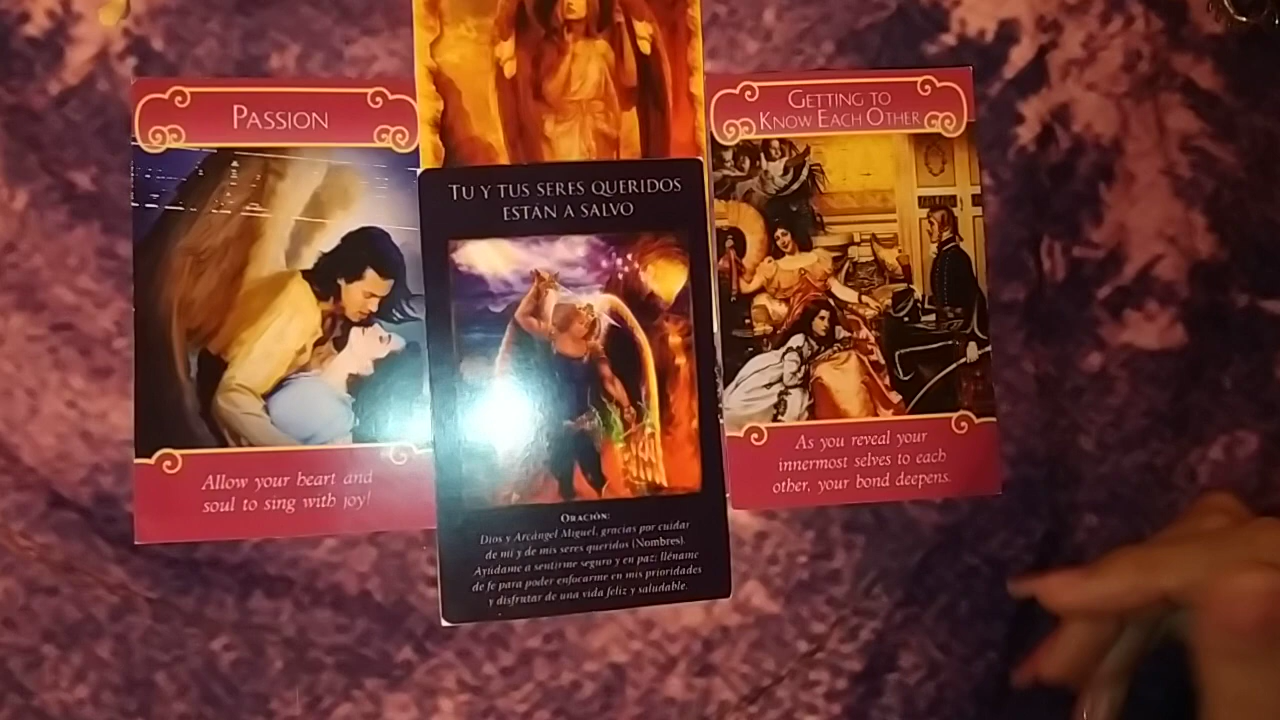 PASSION
Allow your heart and
soul to sing with joy!
TU Y TUS SERES QUERIDOS
ESTÁN A SALVO
ORACIÓN:
Dios y Arcángel Miguel, gracias por cuidar
de mí y de mis seres queridos (Nombres).
Ayúdame a sentirme seguro y en paz; lléname
de fe para poder enfocarme en mis prioridades
y disfrutar de una vida feliz y saludable.
GETTING TO
KNOW EACH OTHER
As you reveal your
innermost selves to each
other, your bond deepens.